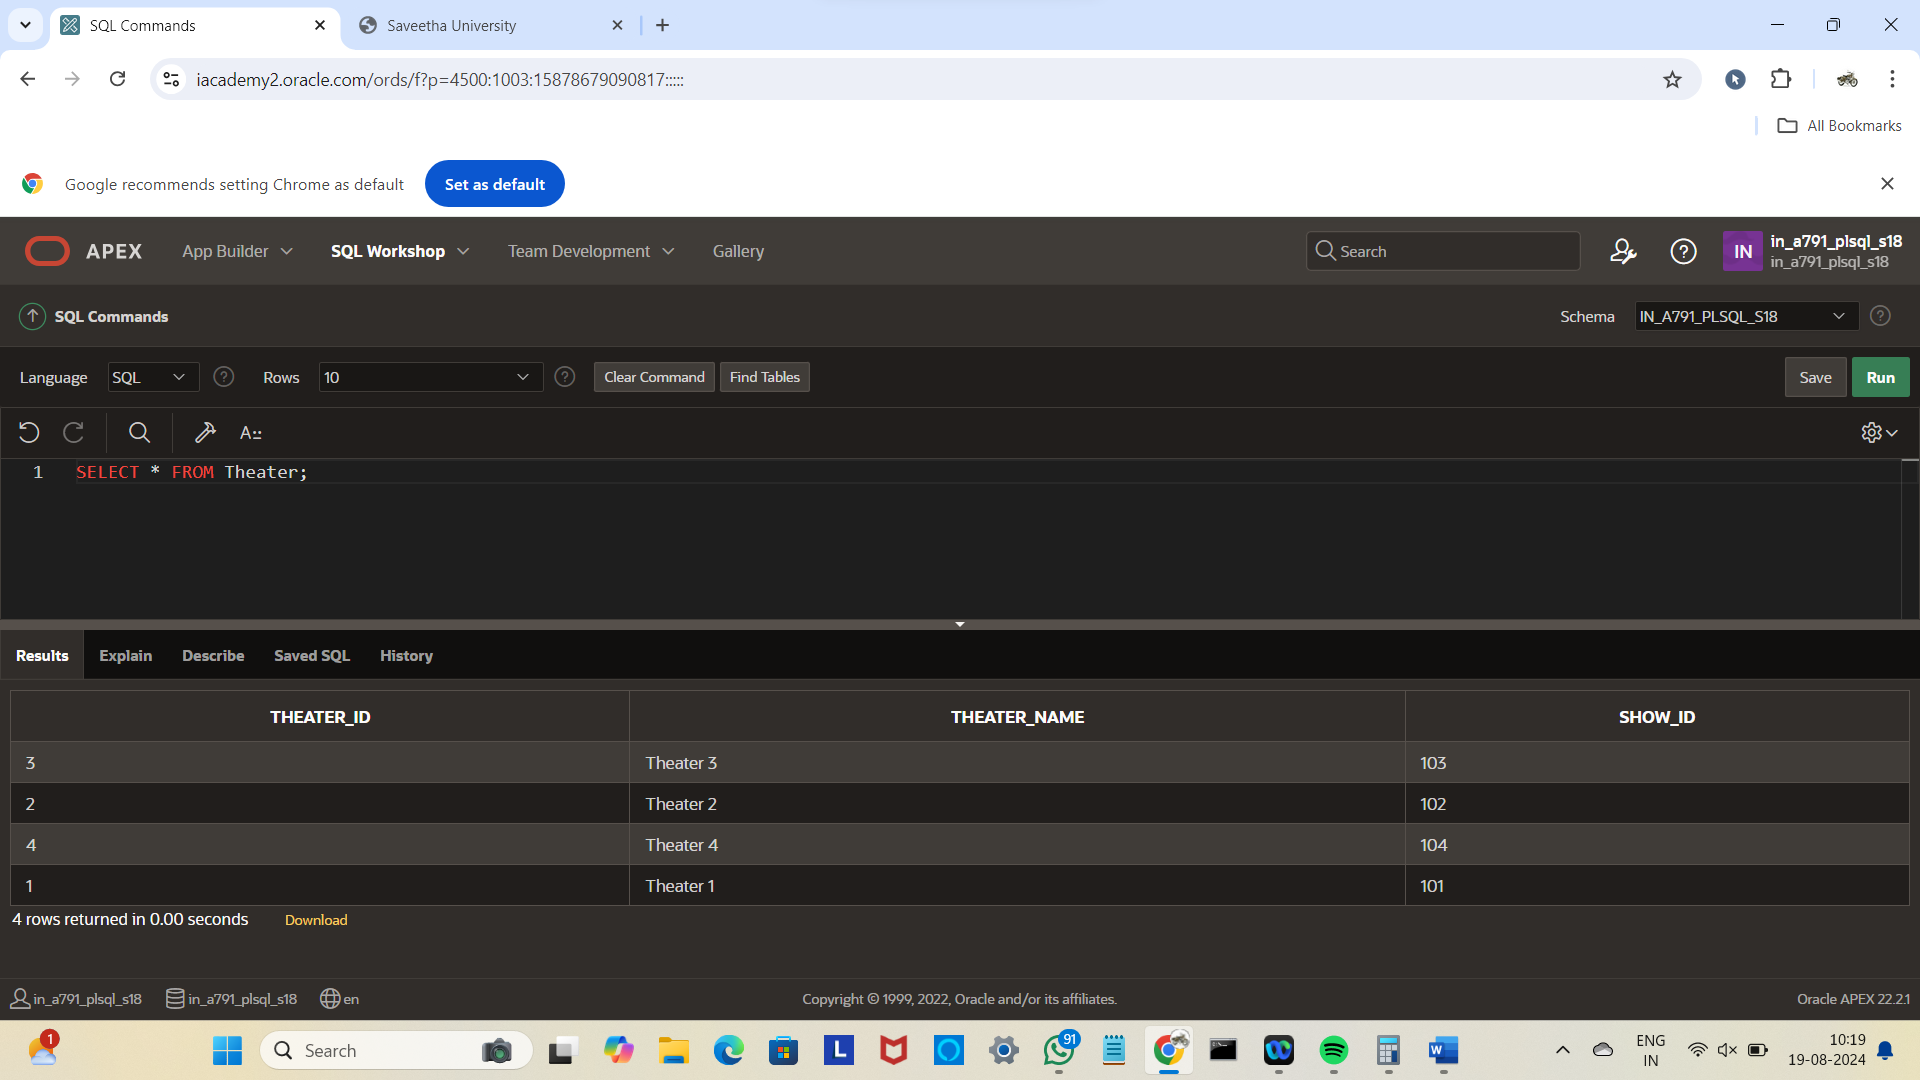 SQL Commands
Saveetha University
iacademy2.oracle.com/ords/f?p=4500:1003:15878679090817:::::
All Bookmarks
Google recommends setting Chrome as default
Set as default
APEX
App Builder
SQL Workshop
Team Development
Gallery
Search
IN
in_a791_plsql_s18
in_a791_plsql_s18
SQL Commands
Schema
IN_A791_PLSQL_S18
Language
SQL
Rows
10
Clear Command
Find Tables
Save
Run
A::
1 SELECT * FROM Theater;
Results
Explain
Describe
Saved SQL
History
THEATER_ID THEATER_NAME SHOW_ID
3 Theater 3 103
2 Theater 2 102
4 Theater 4 104
1 Theater 1 101
4 rows returned in 0.00 seconds
Download
in_a791_plsql_s18
in_a791_plsql_s18
en
Copyright © 1999, 2022, Oracle and/or its affiliates.
Oracle APEX 22.2.1
1
Search
L
91
W
ENG
IN
10:19
19-08-2024